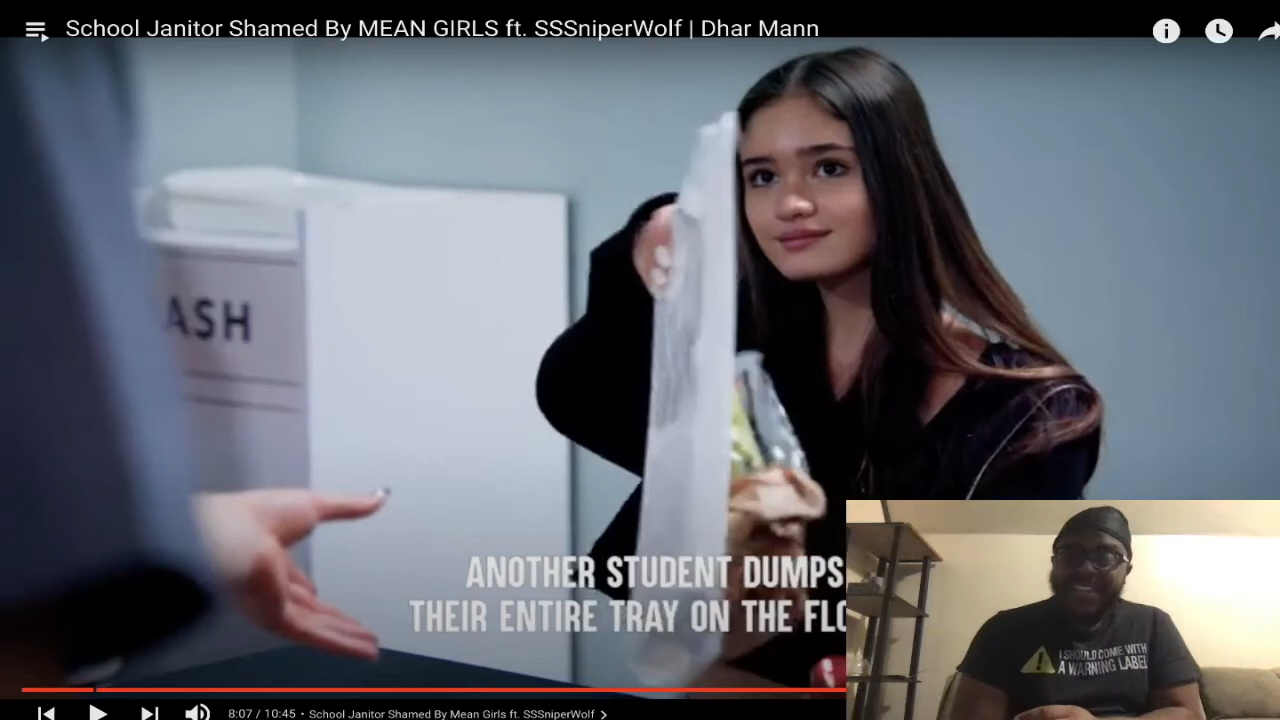 School Janitor Shamed By MEAN GIRLS ft. SSSniperWolf | Dhar Mann
ASH
ANOTHER STUDENT DUMPS
THEIR ENTIRE TRAY ON THE FLO
I SHOULD COME WITH
A WARNING LABEL
8:07 / 10:45 • School Janitor Shamed By Mean Girls ft. SSSniperWolf >